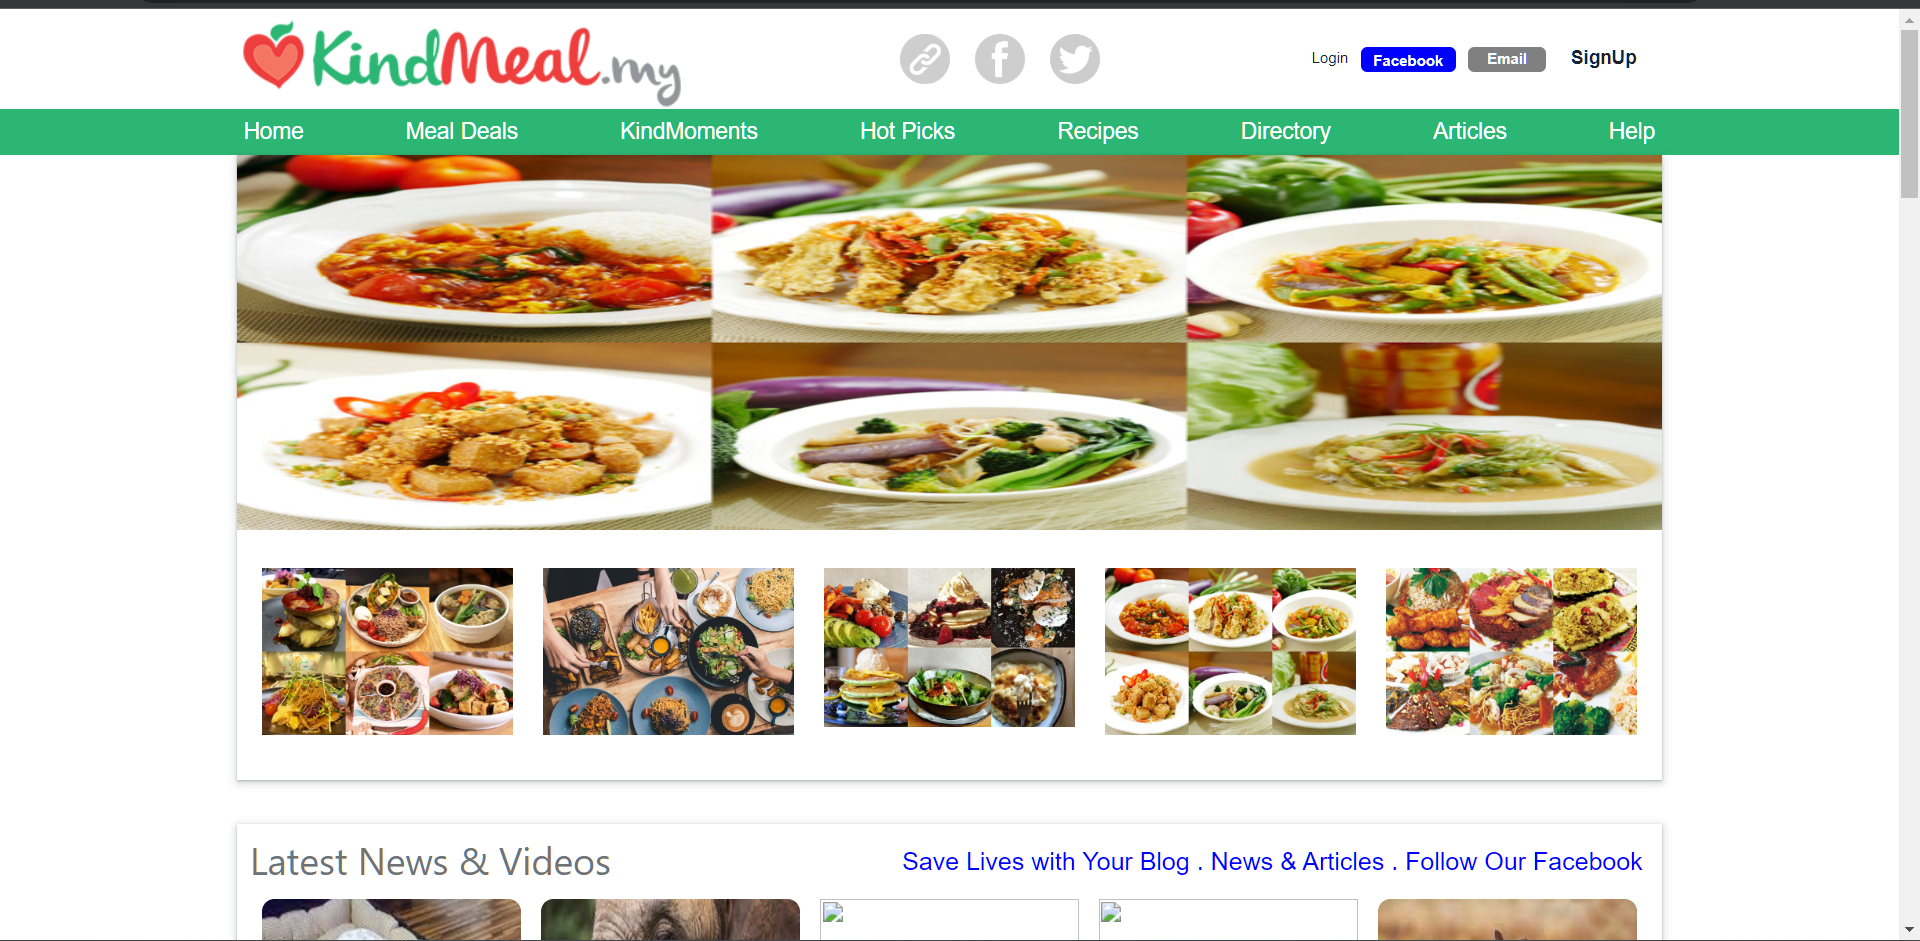 KindMeal.my
Login Facebook Email SignUp
Home Meal Deals KindMoments Hot Picks Recipes Directory Articles Help
Latest News & Videos
Save Lives with Your Blog . News & Articles . Follow Our Facebook